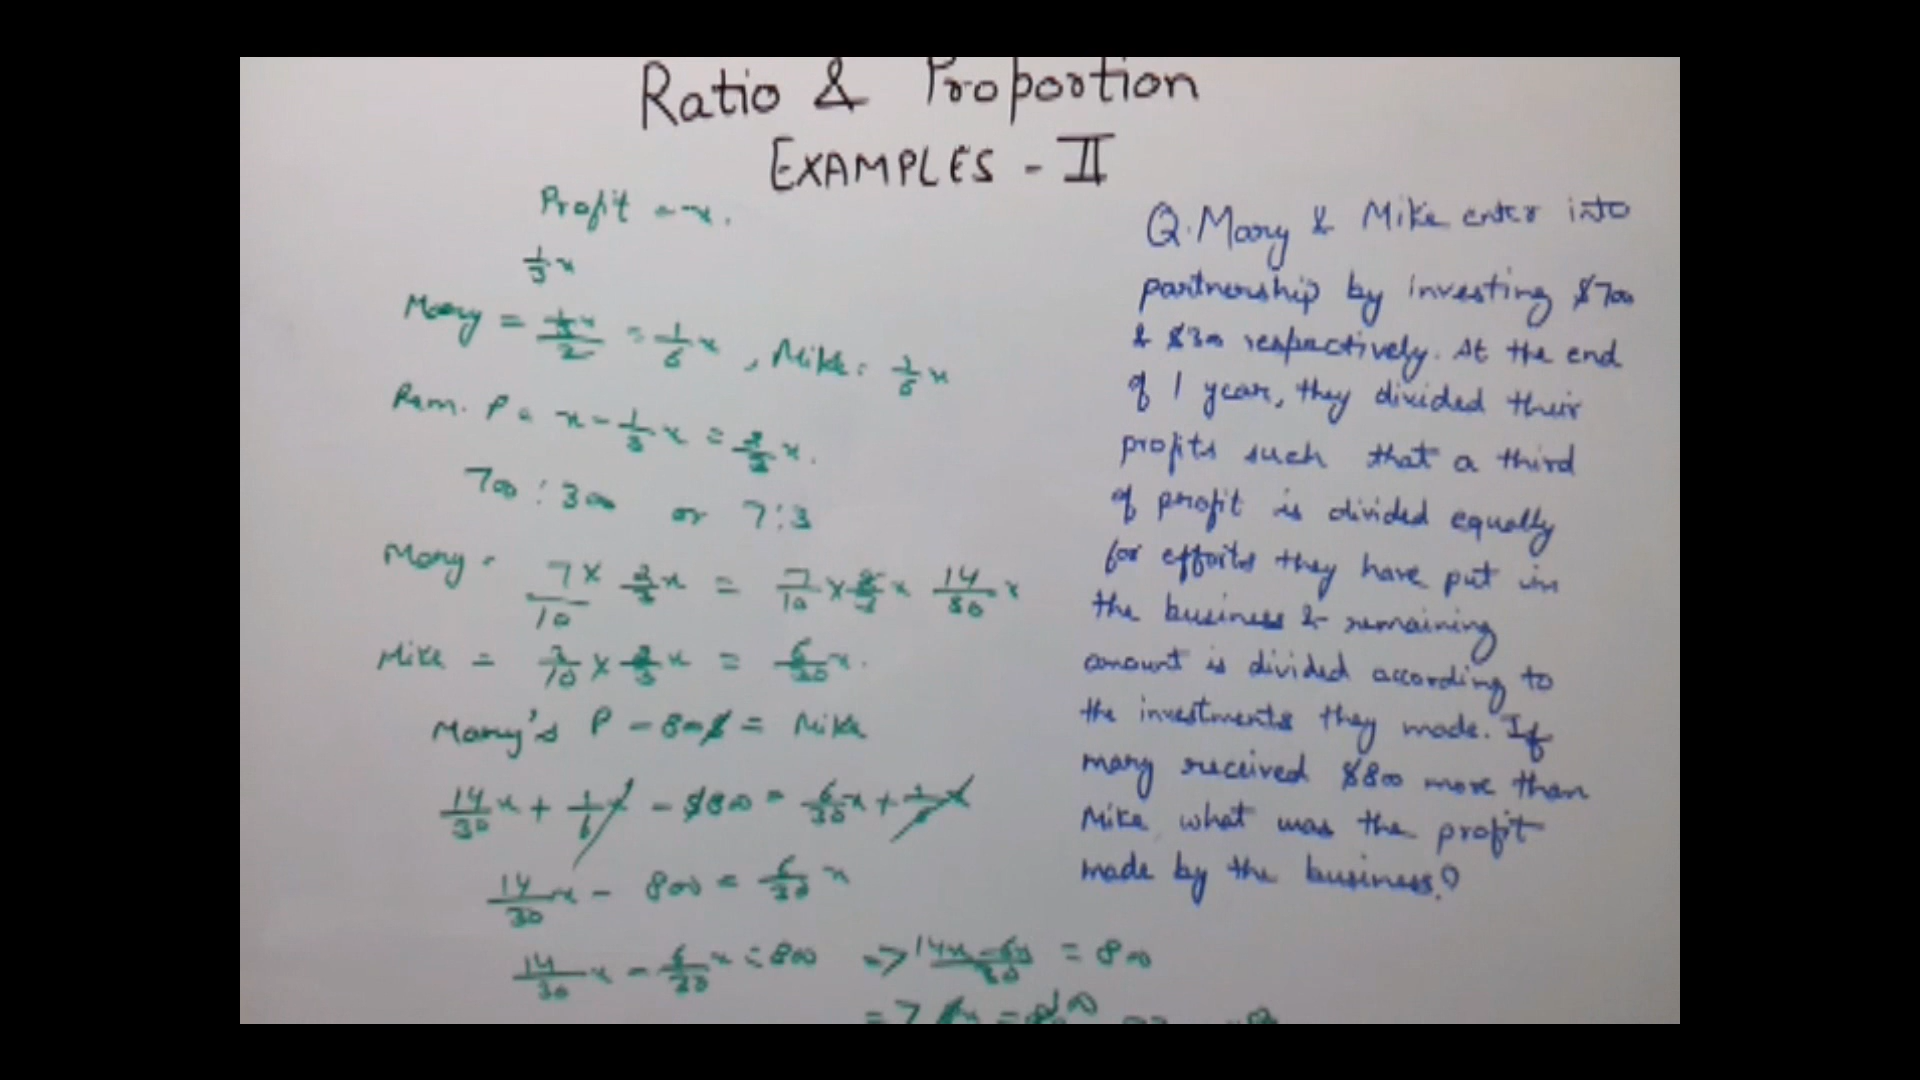 Ratio & Proportion
EXAMPLES - II
Profit = x.
1/3 x
Mary = 1/3 x / 2 = 1/6 x, Mike = 1/6 x
Rem. P = x - 1/3 x = 2/3 x.
700 : 300 or 7:3
Mary = 7/10 × 2/3 x = 7/10 × 2/3 x 14/30 x
Mike = 3/10 × 2/3 x = 6/30 x.
Mary's P - 800$ = Mike
14/30 x + 1/6 x - $800 = 6/30 x + 1/6 x
14/30 x - 800 = 6/30 x
14/30 x - 6/30 x = 800 => 14x - 6x / 30 = 800
Q. Mary & Mike enter into
partnership by investing $700
& $300 respectively. At the end
of 1 year, they divided their
profits such that a third
of profit is divided equally
for efforts they have put in
the business & remaining
amount is divided according to
the investments they made. If
mary received $800 more than
Mike what was the profit
made by the business?